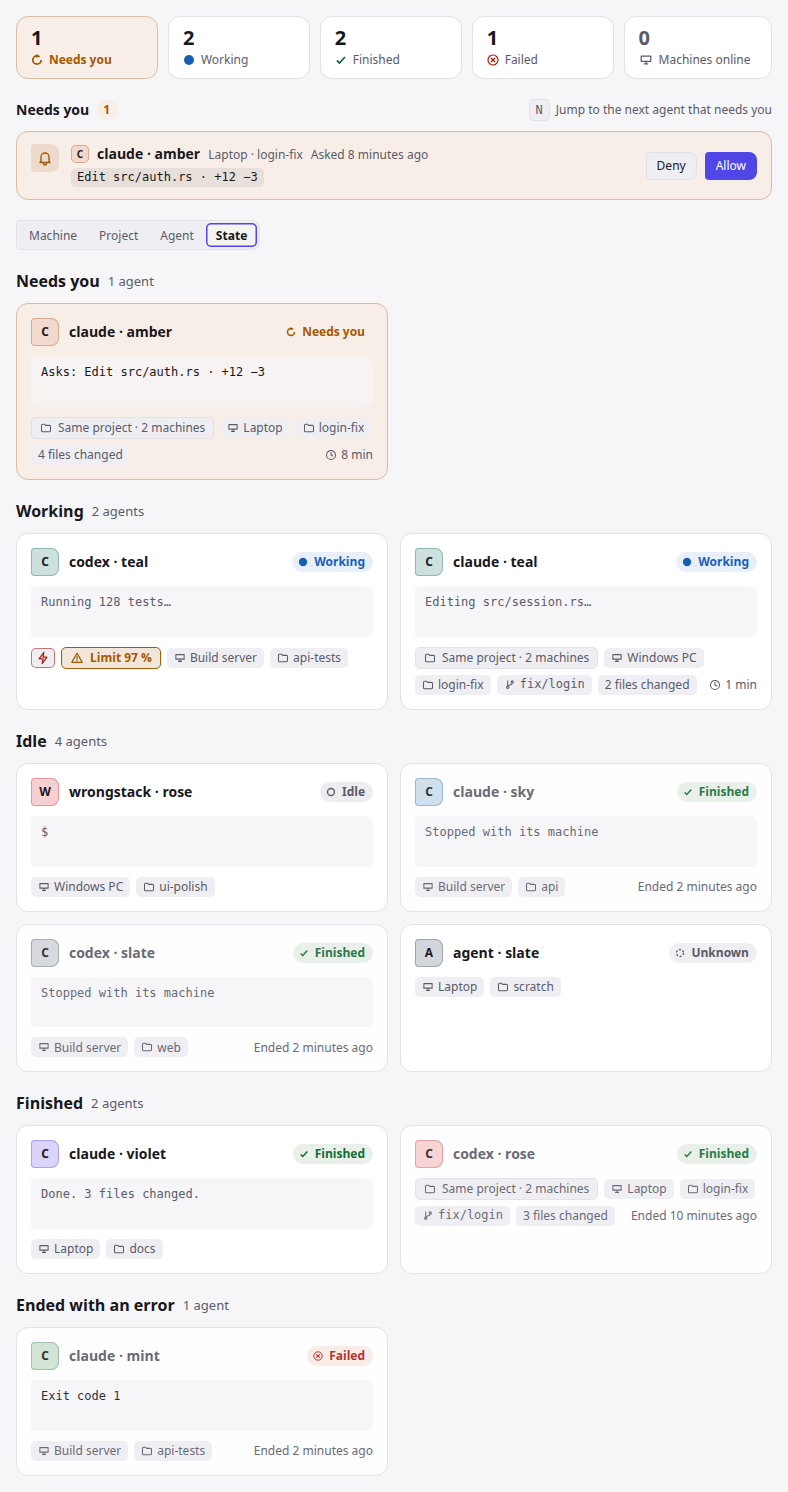 1
Needs you
2
Working
2
Finished
1
Failed
0
Machines online
Needs you 1
N Jump to the next agent that needs you
C claude · amber Laptop · login-fix Asked 8 minutes ago
Edit src/auth.rs · +12 −3
Deny Allow
Machine Project Agent State
Needs you 1 agent
C claude · amber Needs you
Asks: Edit src/auth.rs · +12 −3
Same project · 2 machines Laptop login-fix
4 files changed 8 min
Working 2 agents
C codex · teal Working
Running 128 tests…
Limit 97 % Build server api-tests
C claude · teal Working
Editing src/session.rs…
Same project · 2 machines Windows PC
login-fix fix/login 2 files changed 1 min
Idle 4 agents
W wrongstack · rose Idle
$
Windows PC ui-polish
C claude · sky Finished
Stopped with its machine
Build server api Ended 2 minutes ago
C codex · slate Finished
Stopped with its machine
Build server web Ended 2 minutes ago
A agent · slate Unknown
Laptop scratch
Finished 2 agents
C claude · violet Finished
Done. 3 files changed.
Laptop docs
C codex · rose Finished
Same project · 2 machines Laptop login-fix
fix/login 3 files changed Ended 10 minutes ago
Ended with an error 1 agent
C claude · mint Failed
Exit code 1
Build server api-tests Ended 2 minutes ago